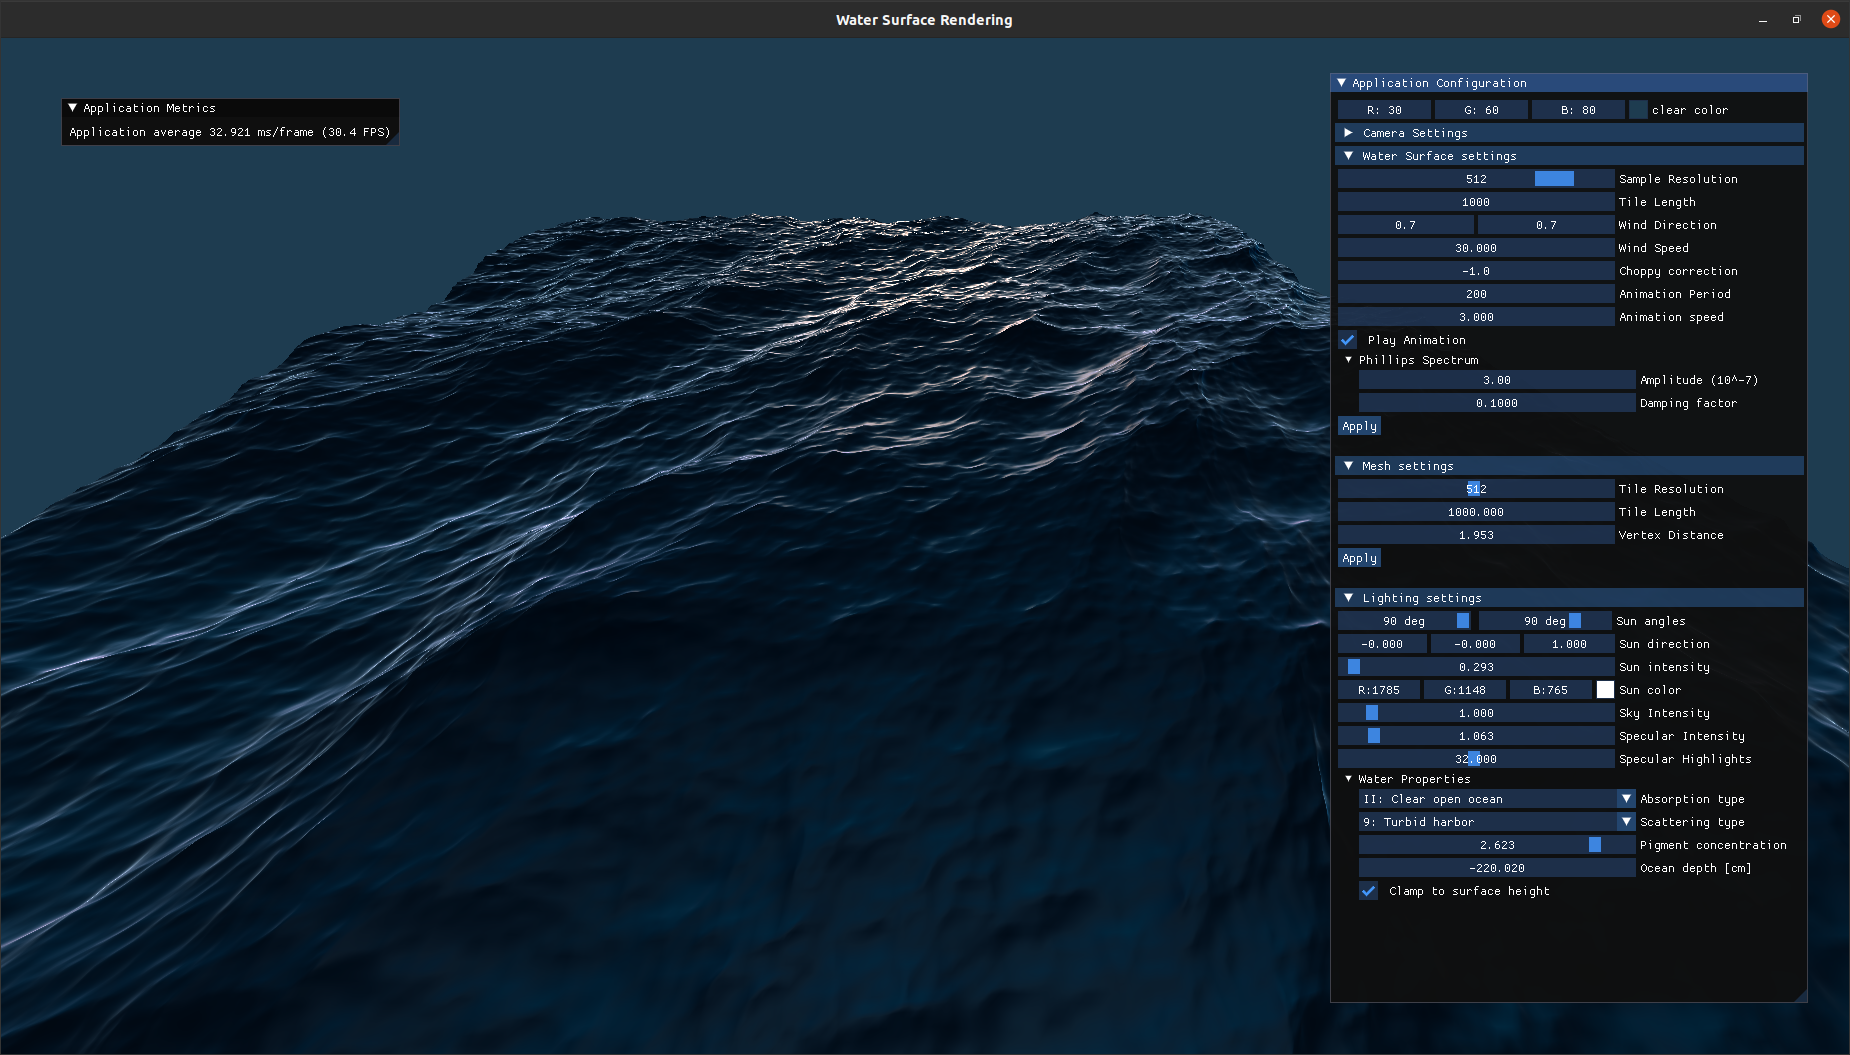 Water Surface Rendering
Application Metrics
Application average 32.921 ms/frame (30.4 FPS)
Application Configuration
R: 30 G: 60 B: 80 clear color
Camera Settings
Water Surface settings
512 Sample Resolution
1000 Tile Length
0.7 0.7 Wind Direction
30.000 Wind Speed
-1.0 Choppy correction
200 Animation Period
3.000 Animation speed
Play Animation
Phillips Spectrum
3.00 Amplitude (10^-7)
0.1000 Damping factor
Apply
Mesh settings
512 Tile Resolution
1000.000 Tile Length
1.953 Vertex Distance
Apply
Lighting settings
90 deg 90 deg Sun angles
-0.000 -0.000 1.000 Sun direction
0.293 Sun intensity
R:1785 G:1148 B:765 Sun color
1.000 Sky Intensity
1.063 Specular Intensity
32.000 Specular Highlights
Water Properties
II: Clear open ocean Absorption type
9: Turbid harbor Scattering type
2.623 Pigment concentration
-220.020 Ocean depth [cm]
Clamp to surface height